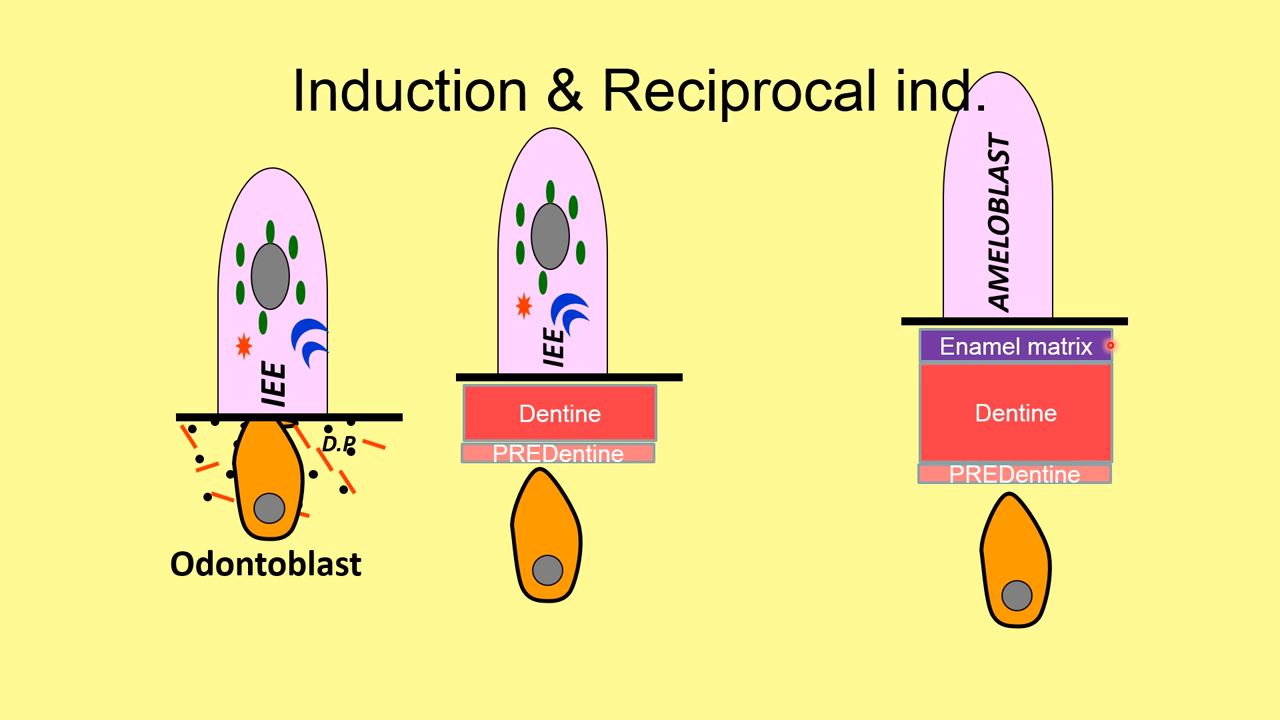 Induction & Reciprocal ind.
IEE
D.P
Odontoblast
IEE
Dentine
PREDentine
AMELOBLAST
Enamel matrix
Dentine
PREDentine